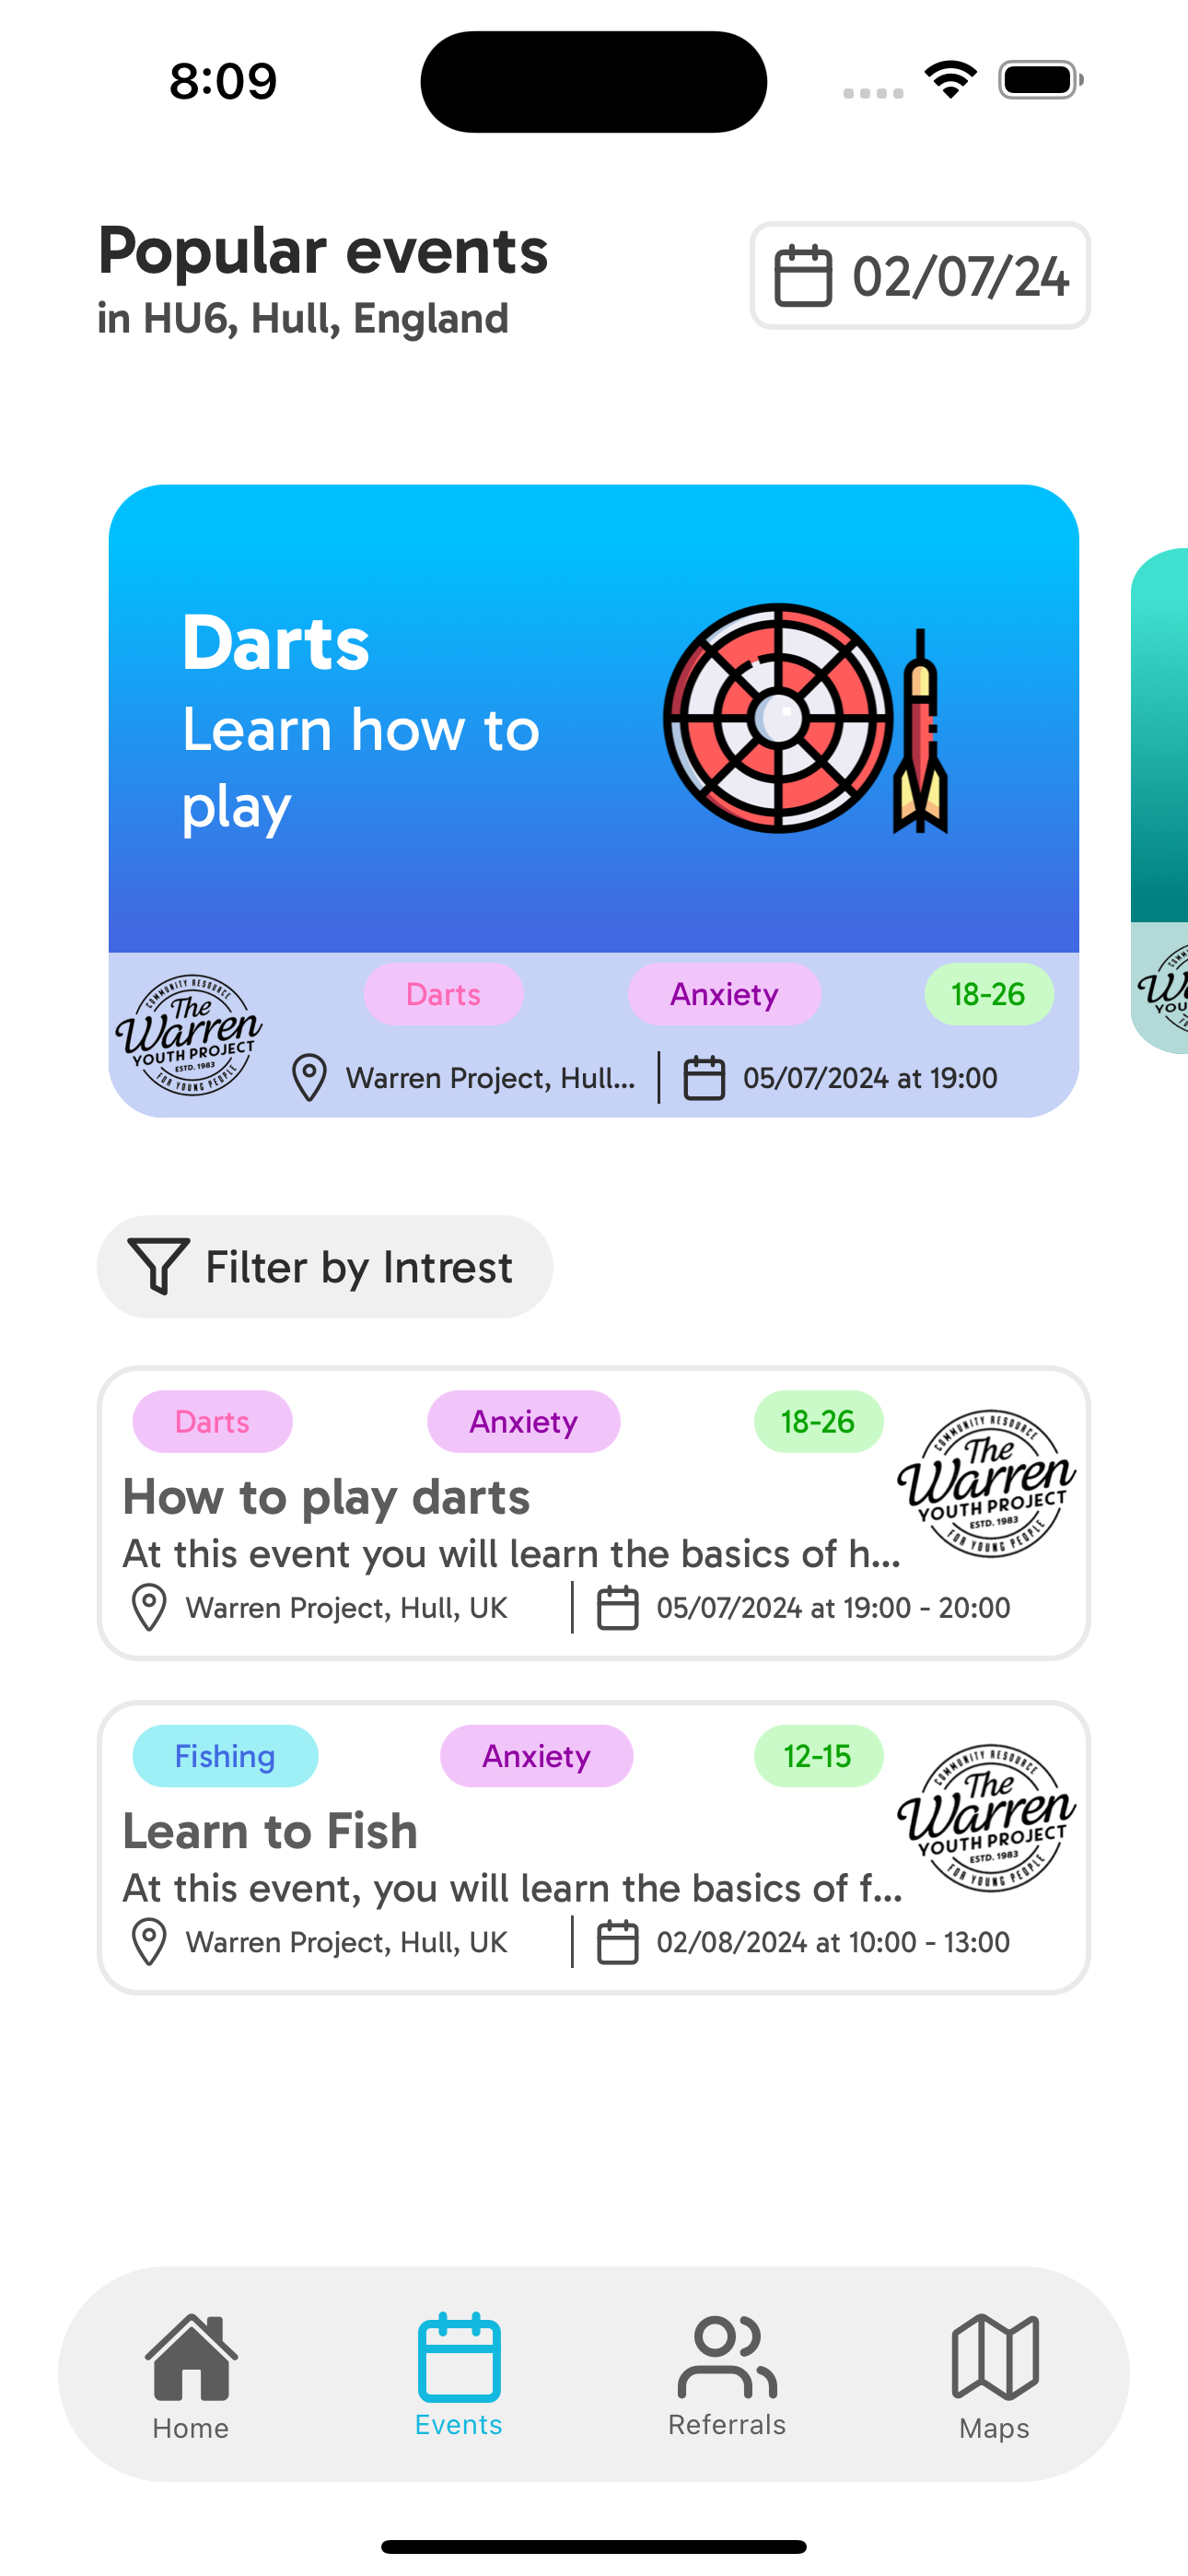 8:09
Popular events
in HU6, Hull, England
02/07/24
Darts
Learn how to
play
COMMUNITY RESOURCE
The
Warren
YOUTH PROJECT
ESTD. 1983
FOR YOUNG PEOPLE
Darts
Anxiety
18-26
Warren Project, Hull...
05/07/2024 at 19:00
Filter by Intrest
Darts
Anxiety
18-26
How to play darts
At this event you will learn the basics of h...
Warren Project, Hull, UK
05/07/2024 at 19:00 - 20:00
COMMUNITY RESOURCE
The
Warren
YOUTH PROJECT
ESTD. 1983
FOR YOUNG PEOPLE
Fishing
Anxiety
12-15
Learn to Fish
At this event, you will learn the basics of f...
Warren Project, Hull, UK
02/08/2024 at 10:00 - 13:00
COMMUNITY RESOURCE
The
Warren
YOUTH PROJECT
ESTD. 1983
FOR YOUNG PEOPLE
Home
Events
Referrals
Maps